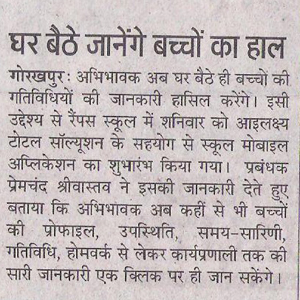 घर बैठे जानेंगे बच्चों का हाल
गोरखपुर: अभिभावक अब घर बैठे ही बच्चों की
गतिविधियों की जानकारी हासिल करेंगे। इसी
उद्देश्य से रैंपस स्कूल में शनिवार को आइलक्ष्य
टोटल सॉल्यूशन के सहयोग से स्कूल मोबाइल
अप्लिकेशन का शुभारंभ किया गया। प्रबंधक
प्रेमचंद श्रीवास्तव ने इसकी जानकारी देते हुए
बताया कि अभिभावक अब कहीं से भी बच्चों
की प्रोफाइल, उपस्थिति, समय-सारिणी,
गतिविधि, होमवर्क से लेकर कार्यप्रणाली तक की
सारी जानकारी एक क्लिक पर ही जान सकेंगे।